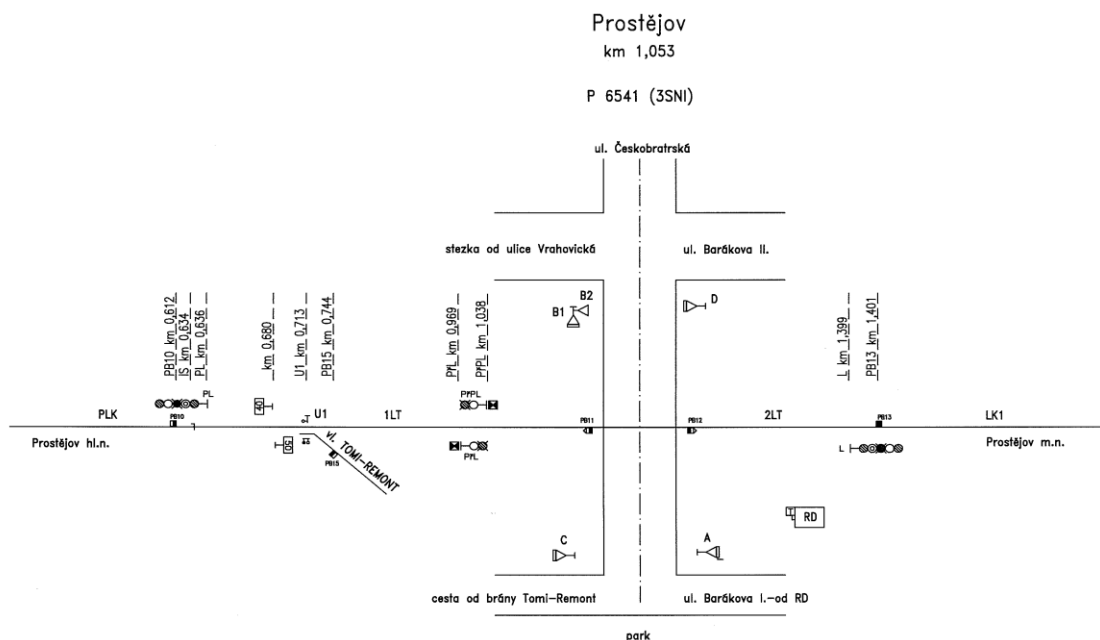 Prostějov
km 1,053
P 6541 (3SNI)
ul. Českobratrská
stezka od ulice Vrahovická
ul. Barákova II.
B2
B1
D
PB10 km 0,612
IS km 0,634
PL km 0,636
km 0,680
U1 km 0,713
PB15 km 0,744
PřL km 0,969
PřPL km 1,038
L km 1,399
PB13 km 1,401
PL
40
PřPL
PLK
PB10
U1
1LT
PB11
PB12
2LT
PB13
LK1
Prostějov hl.n.
50
vl. TOMI-REMONT
PB15
PřL
L
Prostějov m.n.
T
RD
C
A
cesta od brány Tomi-Remont
ul. Barákova I.-od RD
park